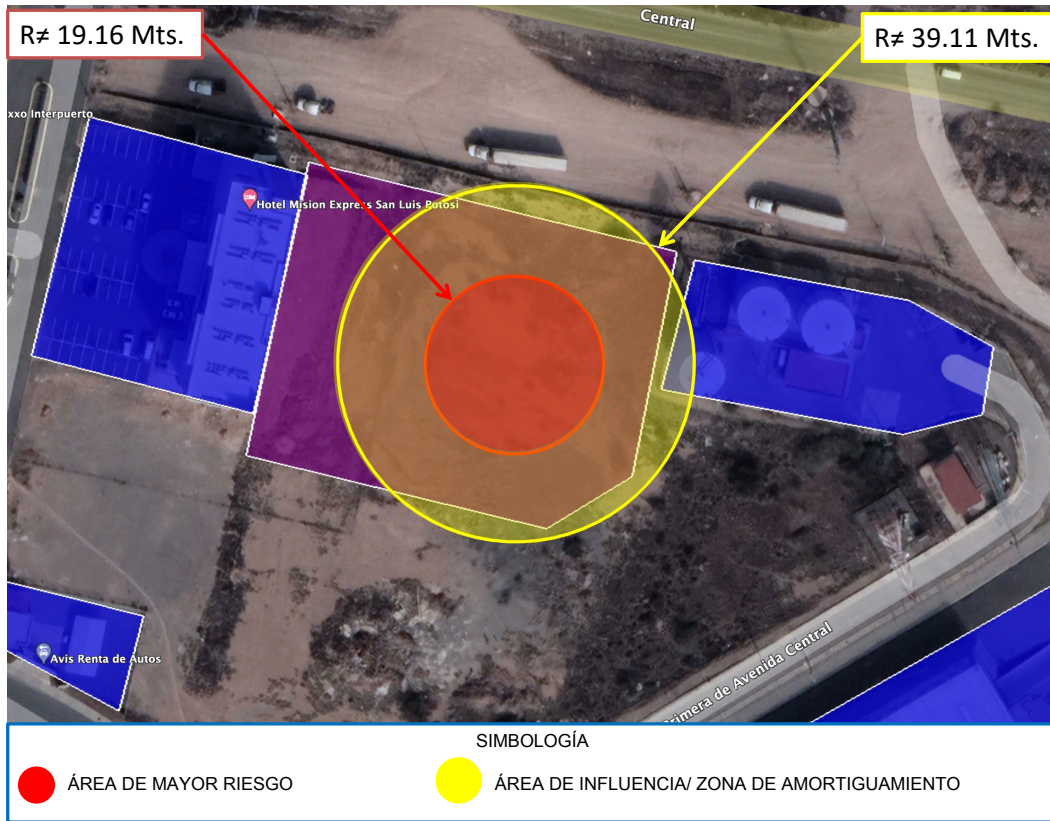 Central
R≠ 19.16 Mts.
R≠ 39.11 Mts.
xxo Interpuerto
Hotel Mision Express San Luis Potosí
Avis Renta de Autos
rimera de Avenida Central
SIMBOLOGÍA
ÁREA DE MAYOR RIESGO
ÁREA DE INFLUENCIA/ ZONA DE AMORTIGUAMIENTO